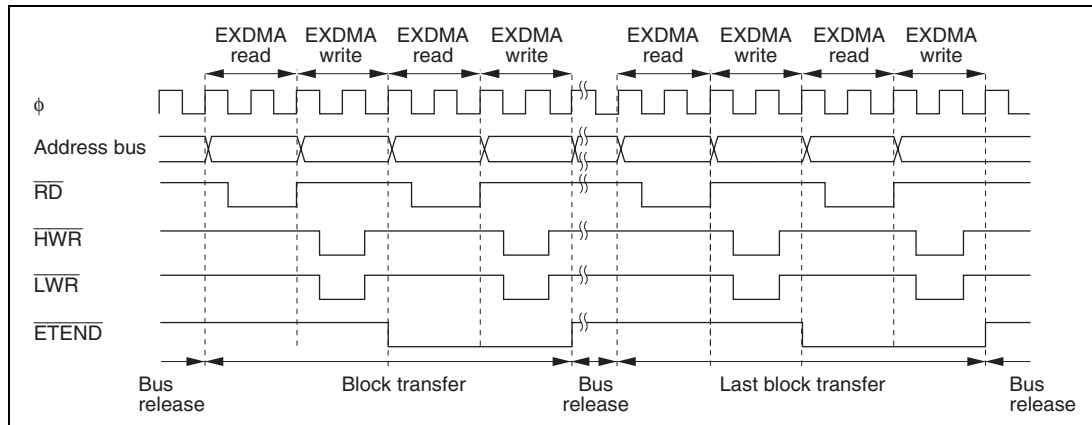 EXDMA read EXDMA write EXDMA read EXDMA write EXDMA read EXDMA write EXDMA read EXDMA write
ϕ
Address bus
RD
HWR
LWR
ETEND
Bus release Block transfer Bus release Last block transfer Bus release